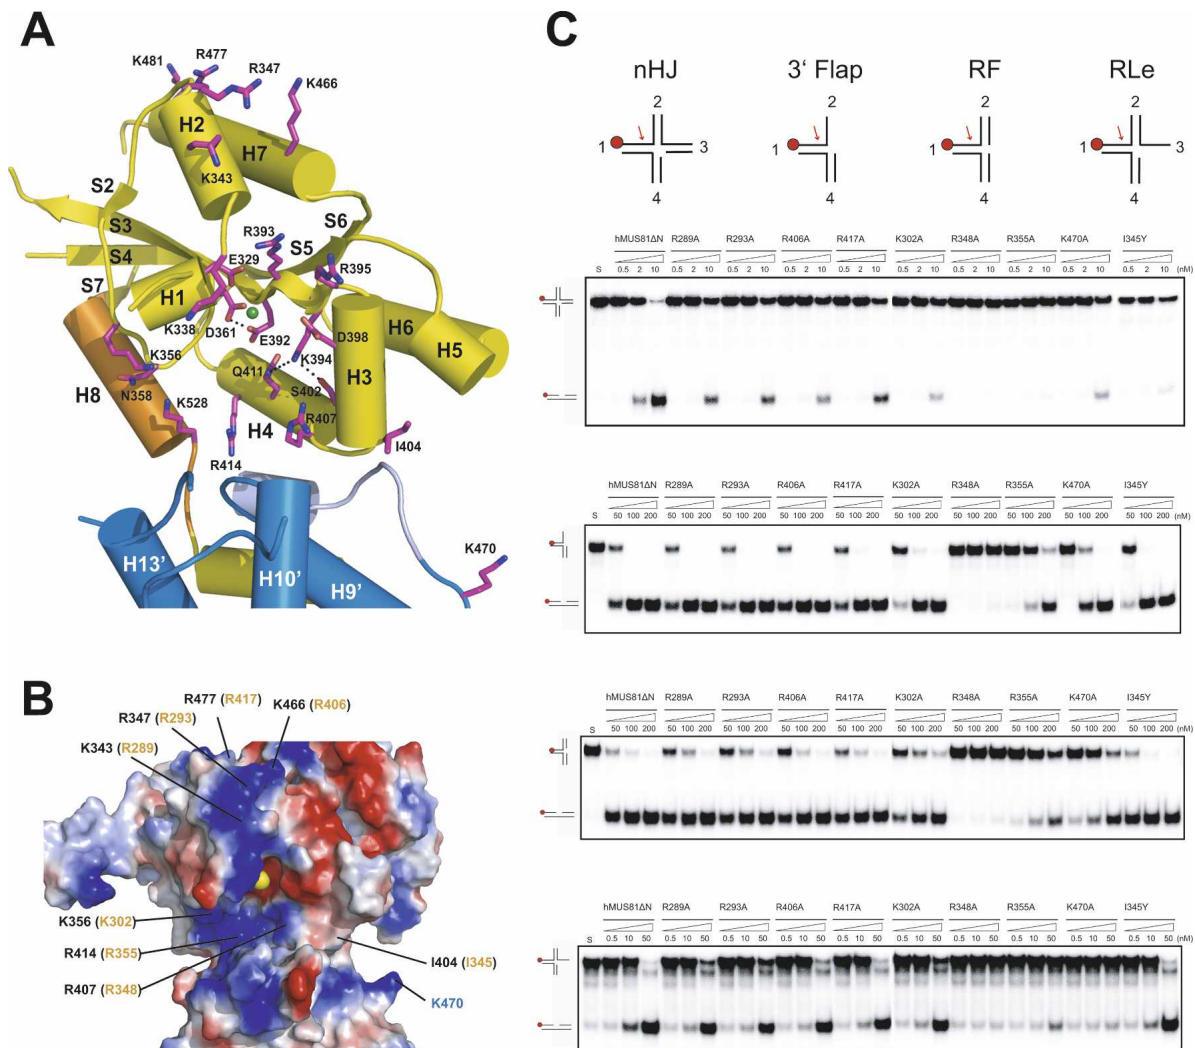 A
K481
R477
R347
K466
H2
H7
K343
S2
S3
S4
S7
R393
S5
S6
E329
R395
H1
K338
D361
E392
D398
H6
H5
K356
Q411
K394
H3
H8
N358
K528
S402
R407
H4
R414
I404
K470
H13'
H10'
H9'
B
R477 (R417)
R347 (R293)
K466 (R406)
K343 (R289)
K356 (K302)
R414 (R355)
R407 (R348)
I404 (I345)
K470
C
nHJ 3' Flap RF RLe
2 2 2 2
1 3 1 1 1 3
4 4 4 4
hMUS81ΔN R289A R293A R406A R417A K302A R348A R355A K470A I345Y
S 0.5 2 10 0.5 2 10 0.5 2 10 0.5 2 10 0.5 2 10 0.5 2 10 0.5 2 10 0.5 2 10 0.5 2 10 0.5 2 10 (nM)
hMUS81ΔN R289A R293A R406A R417A K302A R348A R355A K470A I345Y
S 50 100 200 50 100 200 50 100 200 50 100 200 50 100 200 50 100 200 50 100 200 50 100 200 50 100 200 50 100 200 (nM)
hMUS81ΔN R289A R293A R406A R417A K302A R348A R355A K470A I345Y
S 50 100 200 50 100 200 50 100 200 50 100 200 50 100 200 50 100 200 50 100 200 50 100 200 50 100 200 50 100 200 (nM)
hMUS81ΔN R289A R293A R406A R417A K302A R348A R355A K470A I345Y
S 0.5 10 50 0.5 10 50 0.5 10 50 0.5 10 50 0.5 10 50 0.5 10 50 0.5 10 50 0.5 10 50 0.5 10 50 0.5 10 50 (nM)